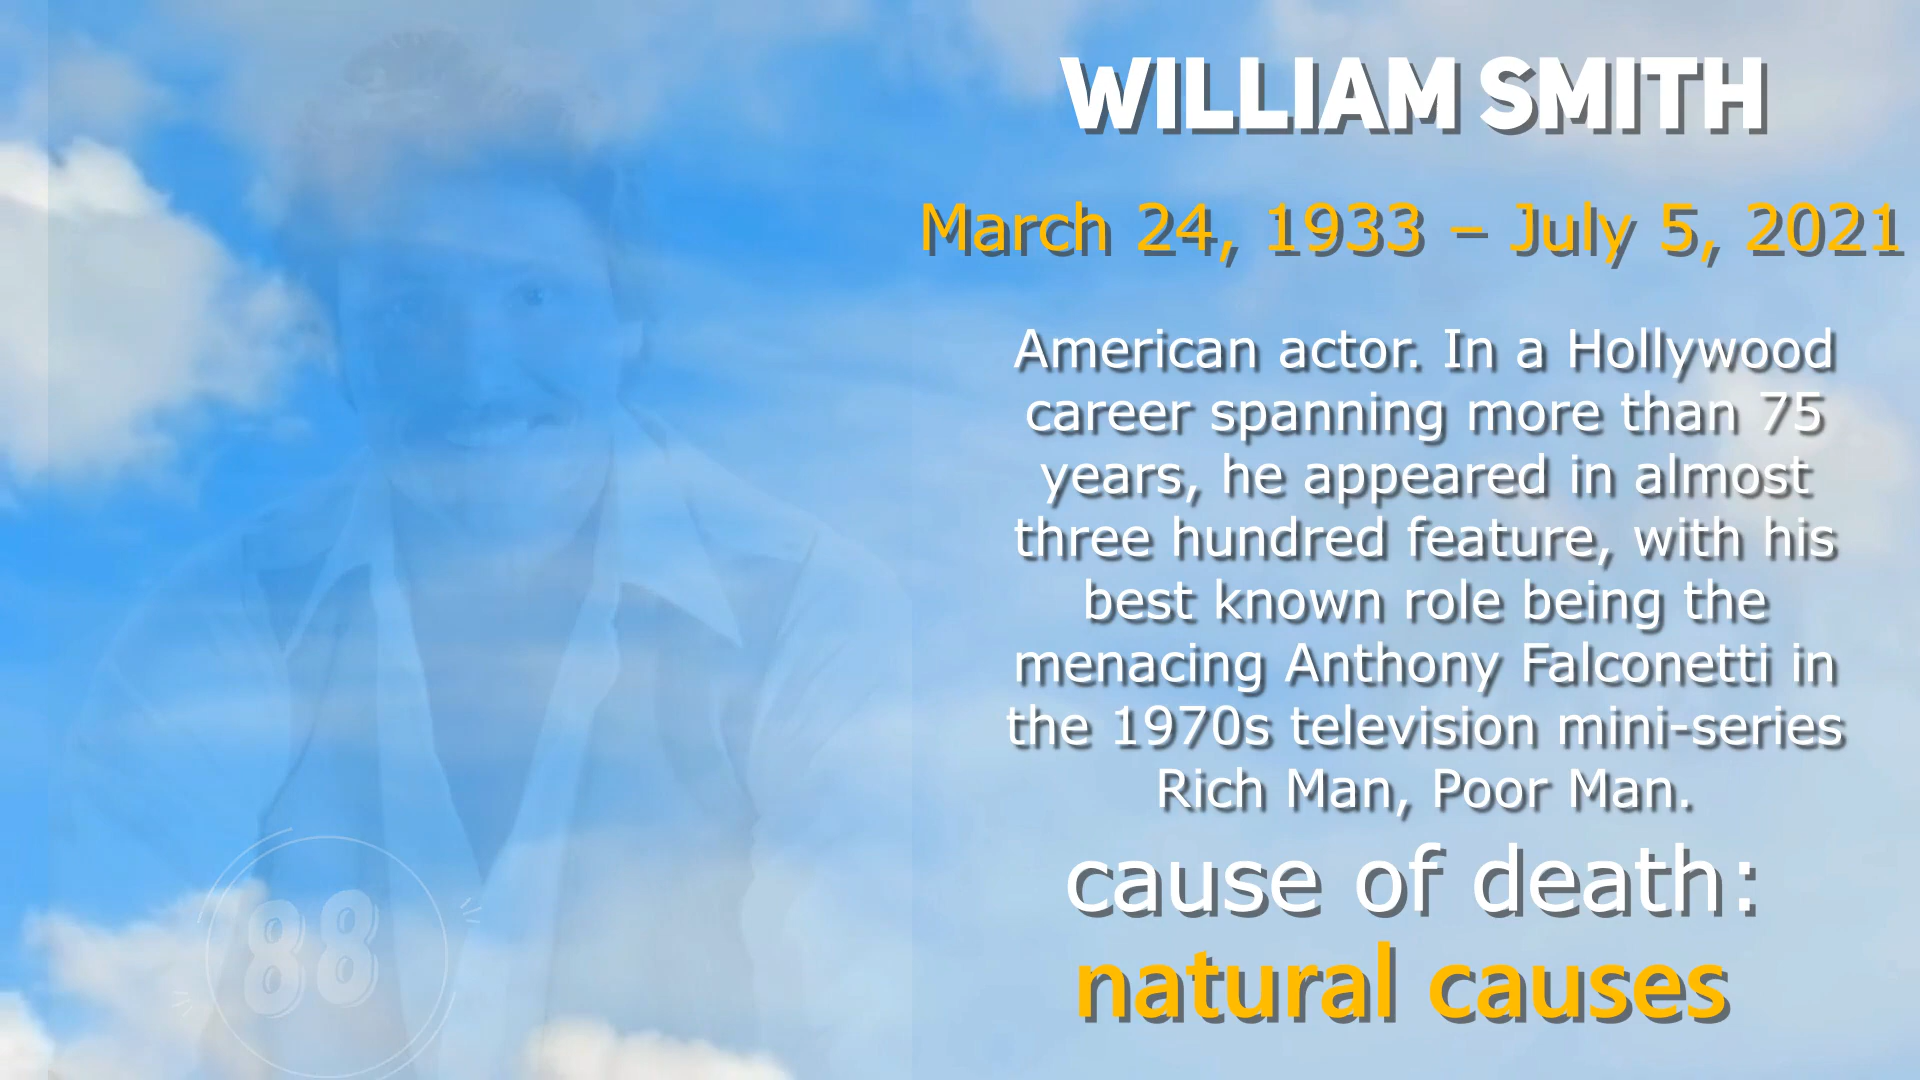 WILLIAM SMITH
March 24, 1933 – July 5, 2021
American actor. In a Hollywood
career spanning more than 75
years, he appeared in almost
three hundred feature, with his
best known role being the
menacing Anthony Falconetti in
the 1970s television mini-series
Rich Man, Poor Man.
cause of death:
natural causes
88